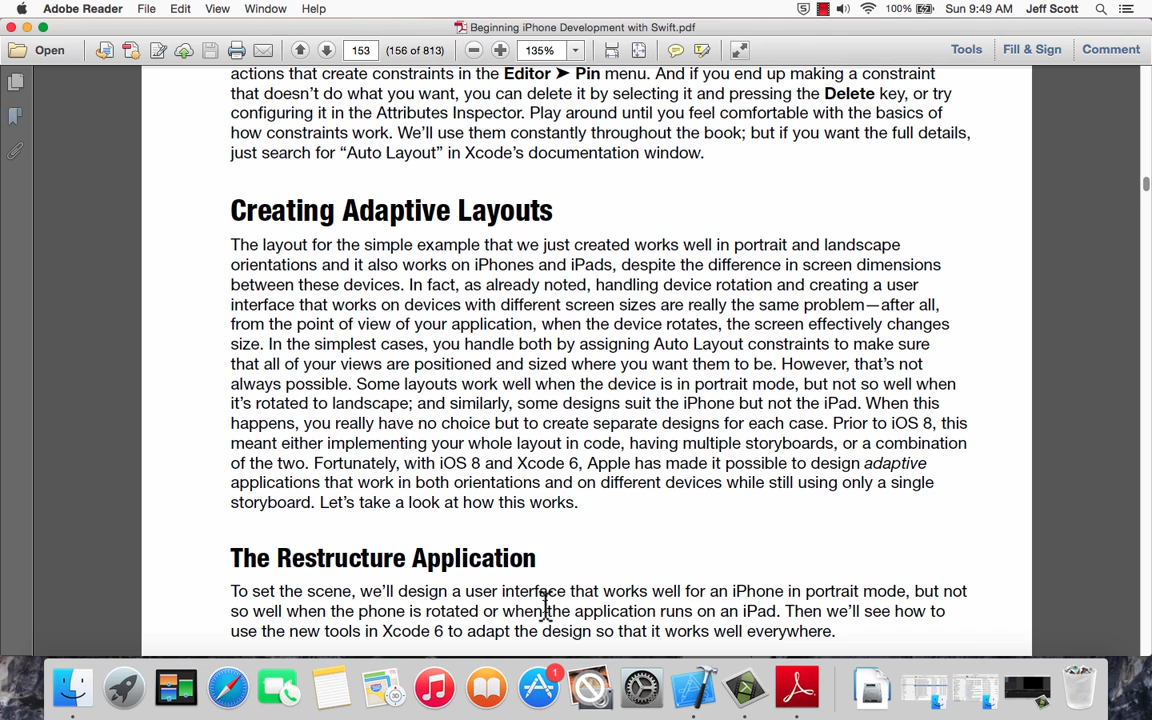 Adobe Reader File Edit View Window Help 100% Sun 9:49 AM Jeff Scott
Beginning iPhone Development with Swift.pdf
Open 153 (156 of 813) 135% Tools Fill & Sign Comment
actions that create constraints in the Editor ➤ Pin menu. And if you end up making a constraint
that doesn’t do what you want, you can delete it by selecting it and pressing the Delete key, or try
configuring it in the Attributes Inspector. Play around until you feel comfortable with the basics of
how constraints work. We’ll use them constantly throughout the book; but if you want the full details,
just search for “Auto Layout” in Xcode’s documentation window.
Creating Adaptive Layouts
The layout for the simple example that we just created works well in portrait and landscape
orientations and it also works on iPhones and iPads, despite the difference in screen dimensions
between these devices. In fact, as already noted, handling device rotation and creating a user
interface that works on devices with different screen sizes are really the same problem—after all,
from the point of view of your application, when the device rotates, the screen effectively changes
size. In the simplest cases, you handle both by assigning Auto Layout constraints to make sure
that all of your views are positioned and sized where you want them to be. However, that’s not
always possible. Some layouts work well when the device is in portrait mode, but not so well when
it’s rotated to landscape; and similarly, some designs suit the iPhone but not the iPad. When this
happens, you really have no choice but to create separate designs for each case. Prior to iOS 8, this
meant either implementing your whole layout in code, having multiple storyboards, or a combination
of the two. Fortunately, with iOS 8 and Xcode 6, Apple has made it possible to design adaptive
applications that work in both orientations and on different devices while still using only a single
storyboard. Let’s take a look at how this works.
The Restructure Application
To set the scene, we’ll design a user interface that works well for an iPhone in portrait mode, but not
so well when the phone is rotated or when the application runs on an iPad. Then we’ll see how to
use the new tools in Xcode 6 to adapt the design so that it works well everywhere.
1